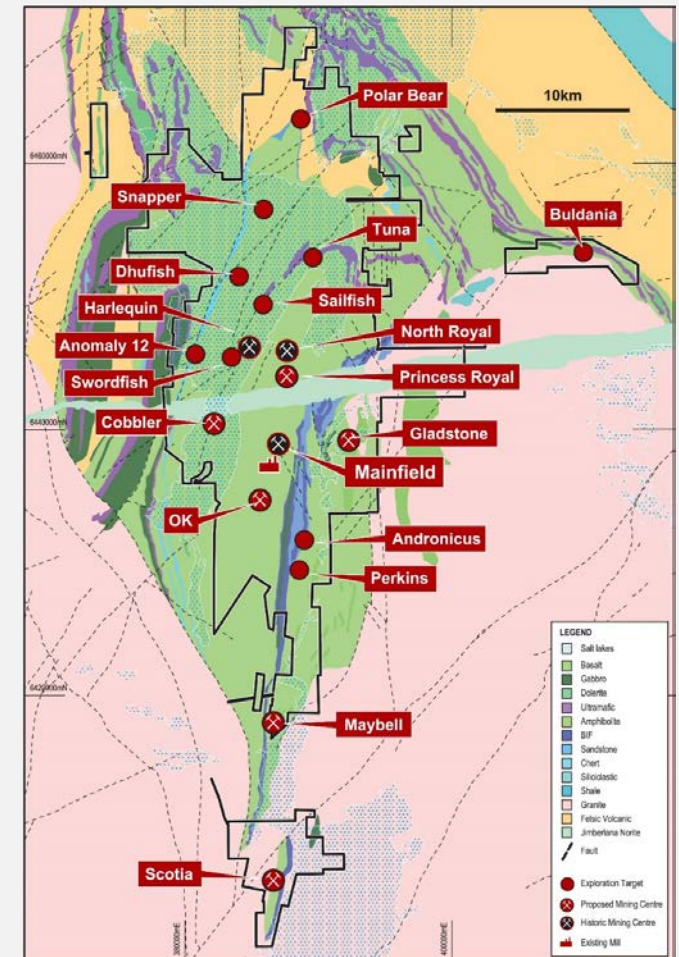 Polar Bear
10km
6460000mN
Snapper
Buldania
Tuna
Dhufish
Harlequin
Sailfish
Anomaly 12
North Royal
Swordfish
Princess Royal
Cobbler
6440000mN
Gladstone
Mainfield
OK
Andronicus
Perkins
6420000mN
Maybell
Scotia
380000mE
400000mE
LEGEND
Salt lakes
Basalt
Gabbro
Dolerite
Ultramafic
Amphibolite
BIF
Sandstone
Chert
Siliciclastic
Shale
Granite
Felsic Volcanic
Jimberlana Norite
Fault
Exploration Target
Proposed Mining Centre
Historic Mining Centre
Existing Mill